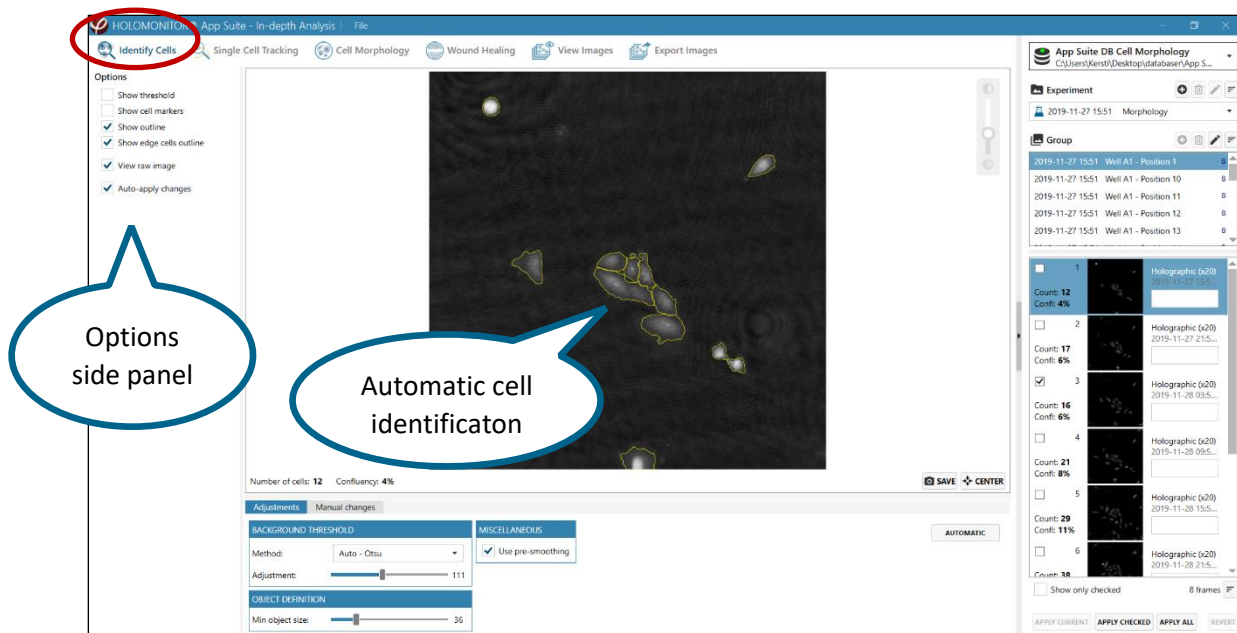 HOLOMONITOR® App Suite - In-depth Analysis File
Identify Cells Single Cell Tracking Cell Morphology Wound Healing View Images Export Images
Options
Show threshold
Show cell markers
Show outline
Show edge cells outline
View raw image
Auto-apply changes
Options
side panel
Automatic cell
identificaton
Number of cells: 12 Confluency: 4%
SAVE CENTER
Adjustments Manual changes
BACKGROUND THRESHOLD
Method: Auto - Otsu
Adjustment: 111
OBJECT DEFINITION
Min object size: 36
MISCELLANEOUS
Use pre-smoothing
AUTOMATIC
App Suite DB Cell Morphology
C:\Users\Kersti\Desktop\databaser\App S...
Experiment
2019-11-27 15:51 Morphology
Group
2019-11-27 15:51 Well A1 - Position 1 8
2019-11-27 15:51 Well A1 - Position 10 8
2019-11-27 15:51 Well A1 - Position 11 8
2019-11-27 15:51 Well A1 - Position 12 8
2019-11-27 15:51 Well A1 - Position 13 8
1 Holographic (x20)
2019-11-27 15:5...
Count: 12
Confl: 4%
2 Holographic (x20)
2019-11-27 21:5...
Count: 17
Confl: 6%
3 Holographic (x20)
2019-11-28 03:5...
Count: 16
Confl: 6%
4 Holographic (x20)
2019-11-28 09:5...
Count: 21
Confl: 8%
5 Holographic (x20)
2019-11-28 15:5...
Count: 29
Confl: 11%
6 Holographic (x20)
2019-11-28 21:5...
Count: 38
Show only checked 8 frames
APPLY CURRENT APPLY CHECKED APPLY ALL REVERT